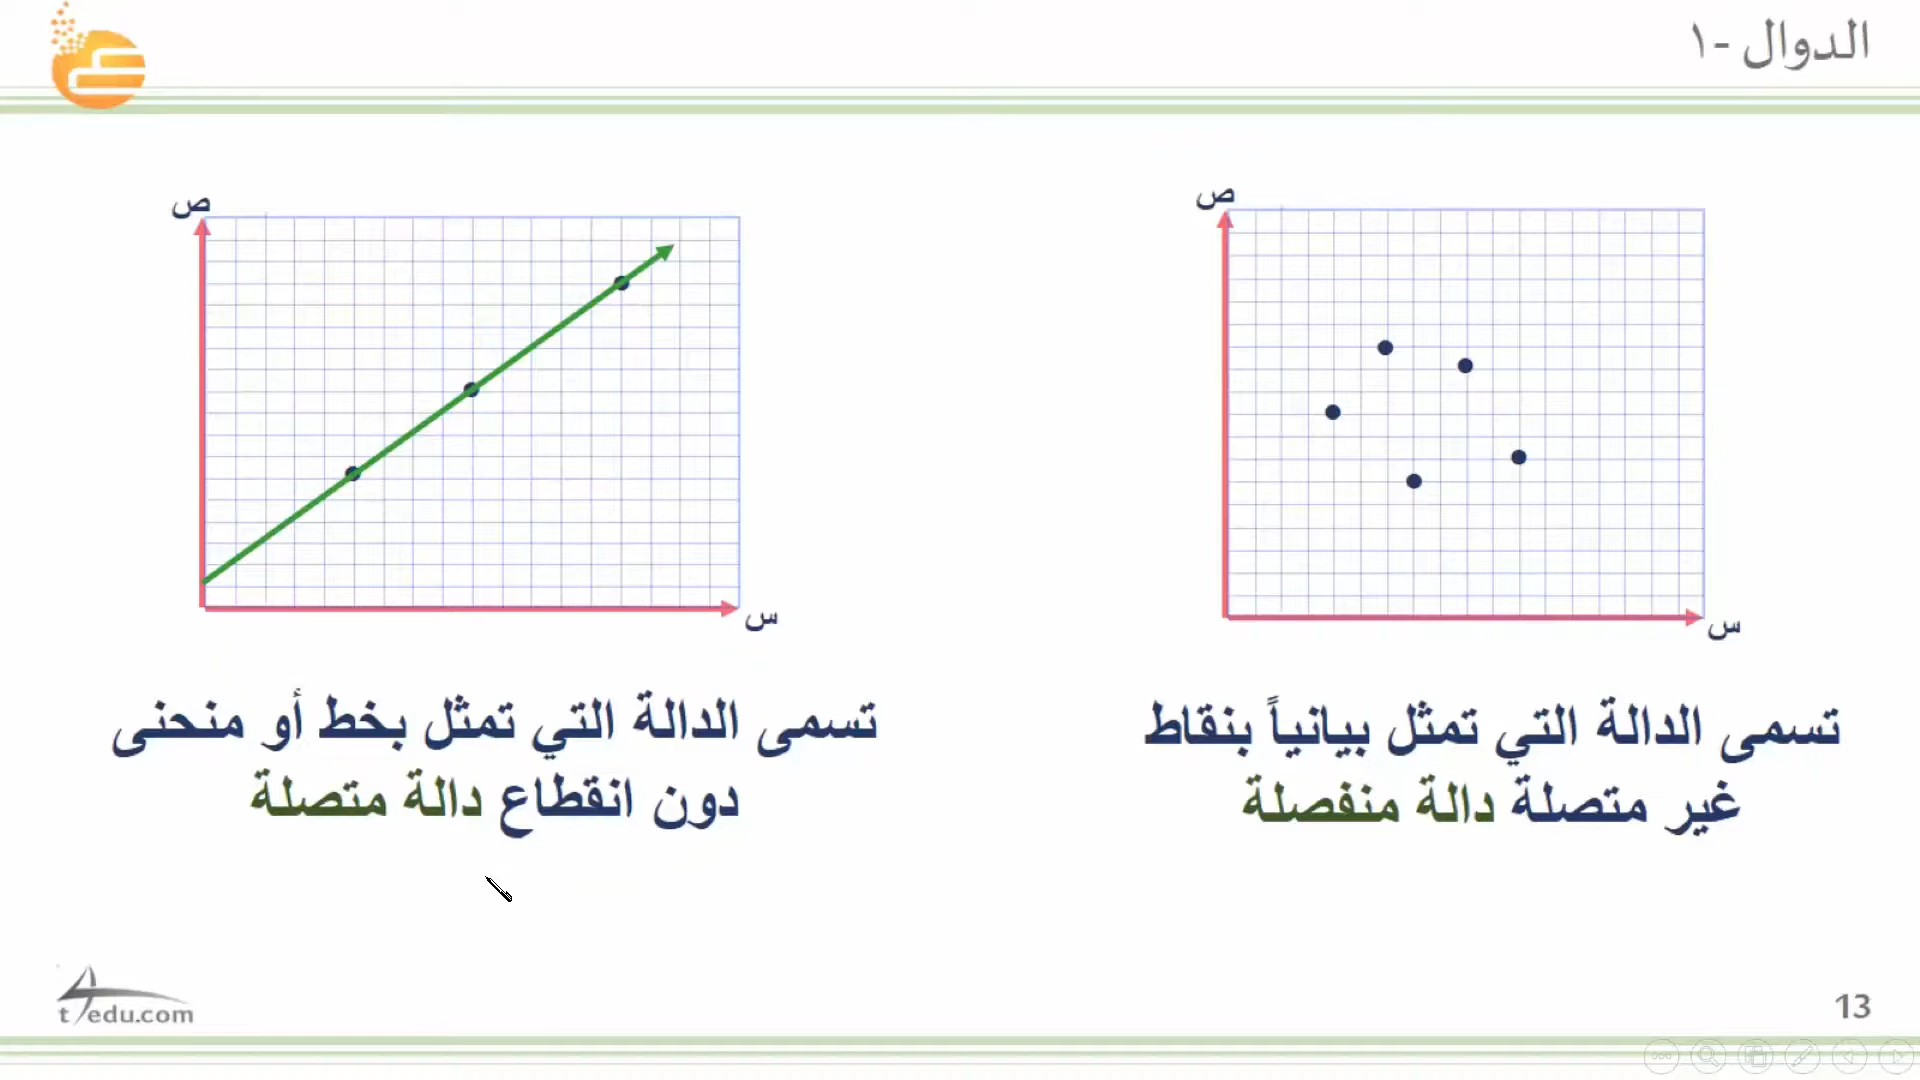 الدوال -١
ص
س
تسمى الدالة التي تمثل بيانياً بنقاط
غير متصلة دالة منفصلة
ص
س
تسمى الدالة التي تمثل بخط أو منحنى
دون انقطاع دالة متصلة
t4edu.com
13